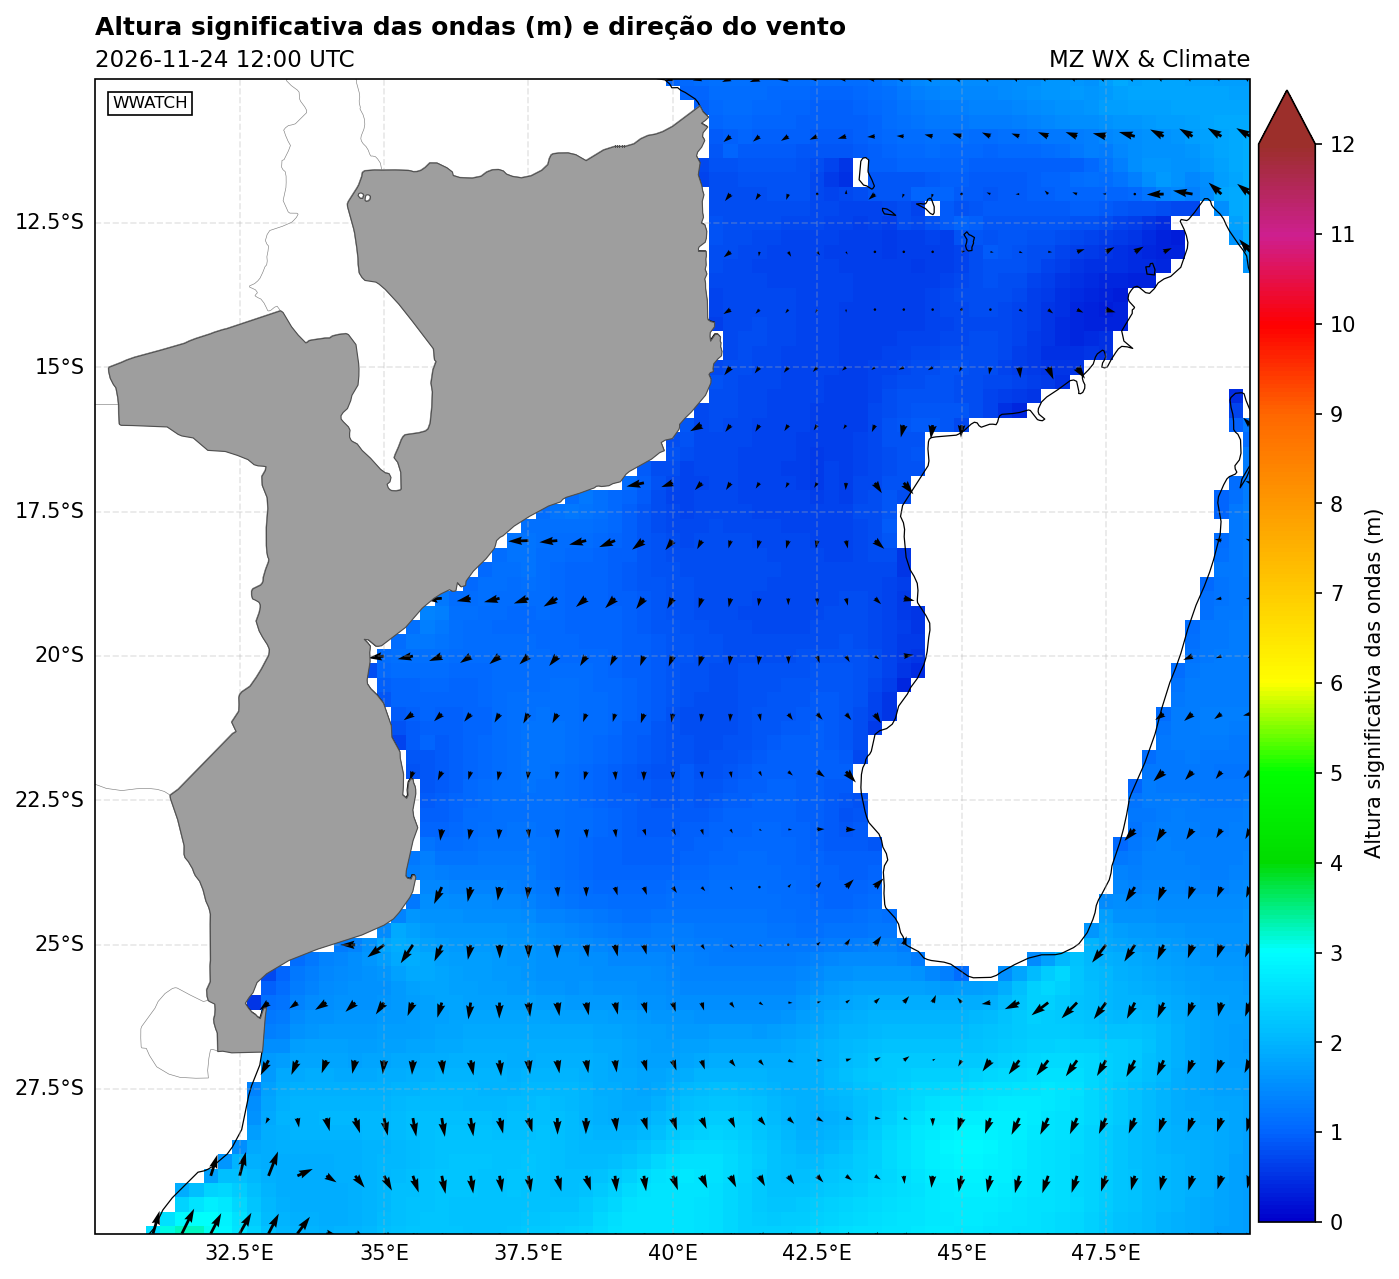 Altura significativa das ondas (m) e direção do vento
2026-11-24 12:00 UTC
MZ WX & Climate
WWATCH
12.5°S
15°S
17.5°S
20°S
22.5°S
25°S
27.5°S
32.5°E
35°E
37.5°E
40°E
42.5°E
45°E
47.5°E
12
11
10
9
8
7
6
5
4
3
2
1
0
Altura significativa das ondas (m)